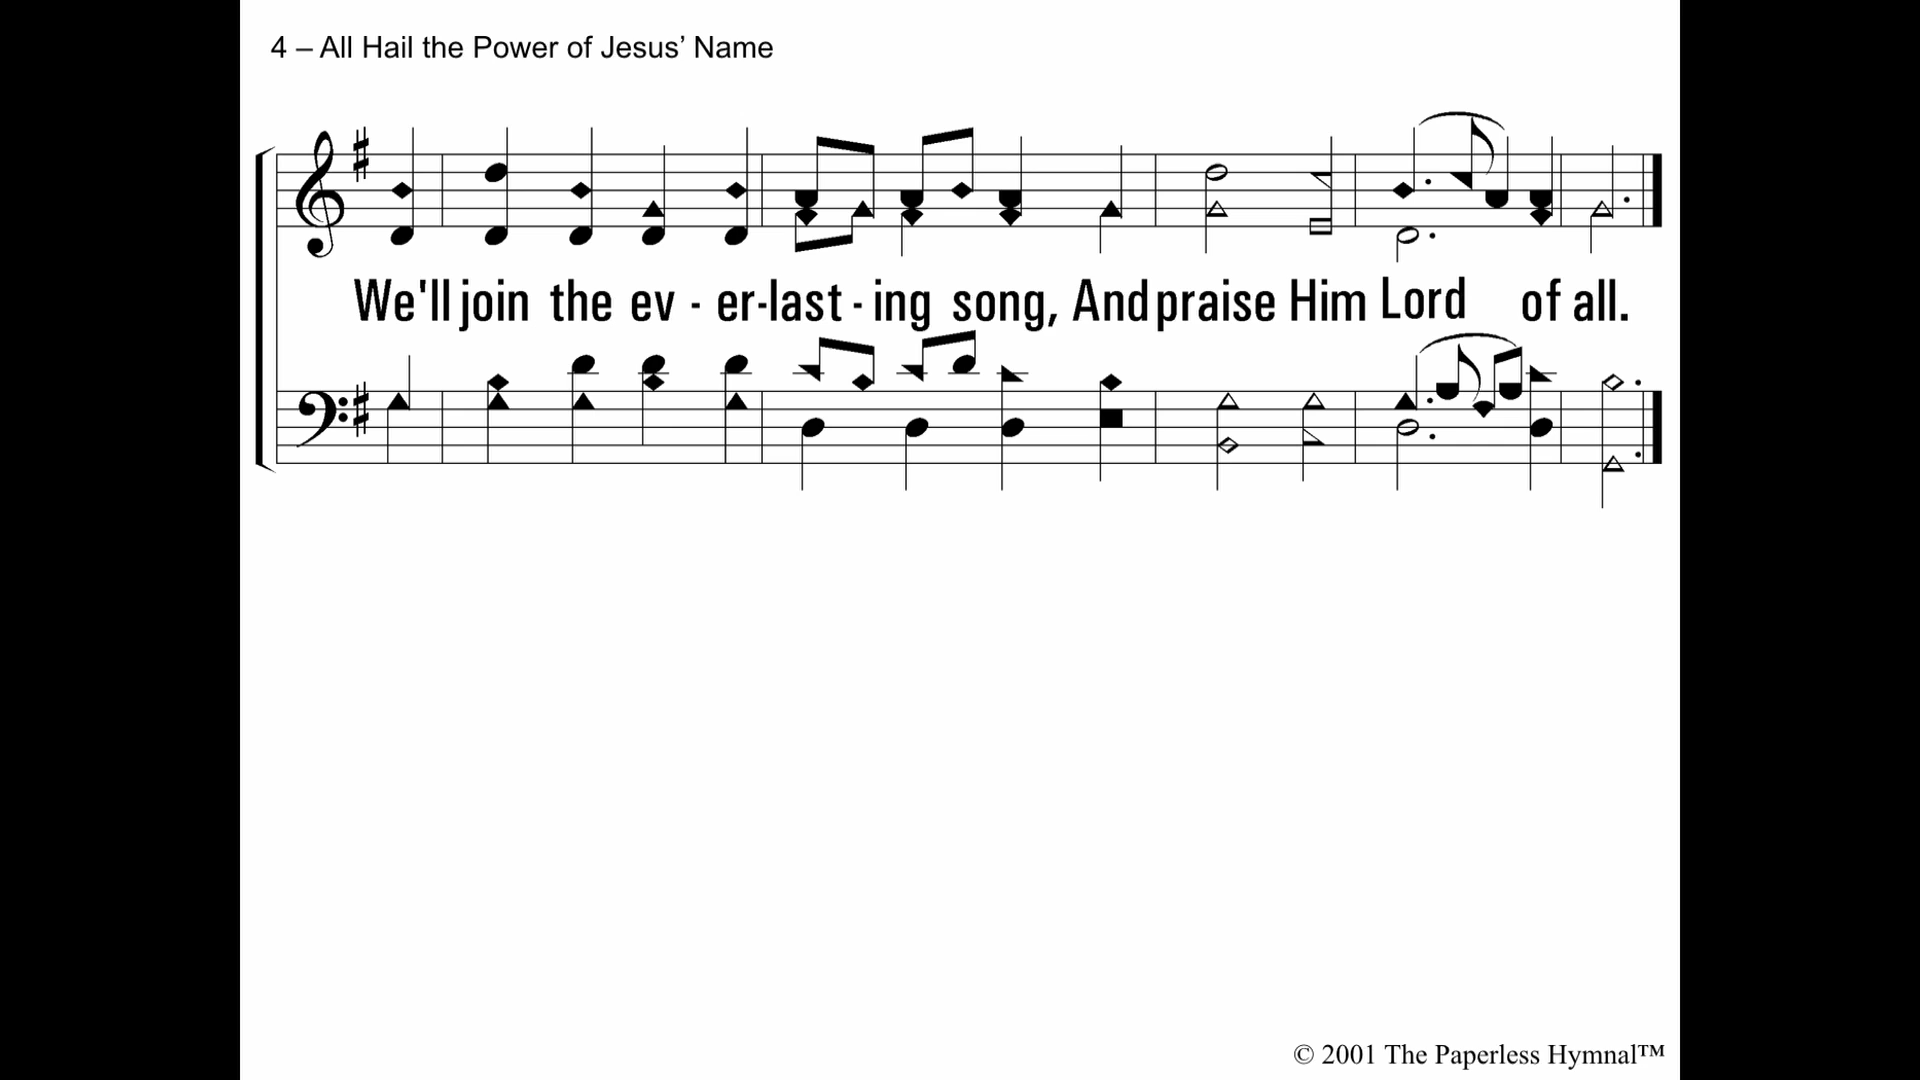 4 – All Hail the Power of Jesus’ Name
We'll join the ev - er-last - ing song, And praise Him Lord of all.
© 2001 The Paperless Hymnal™